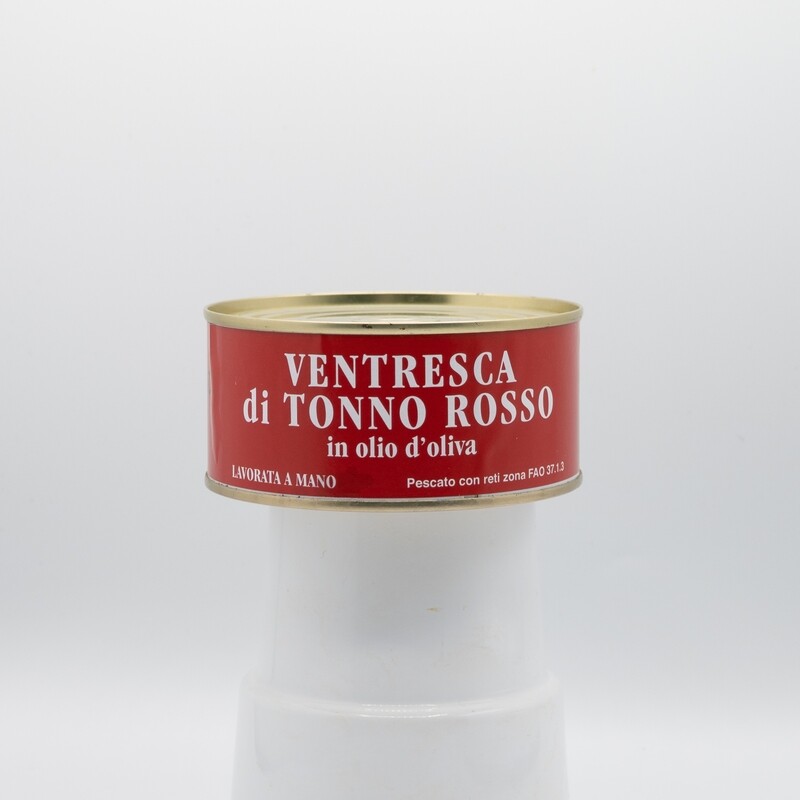 VENTRESCA
di TONNO ROSSO
in olio d'oliva
LAVORATA A MANO
Pescato con reti zona FAO 37.1.3